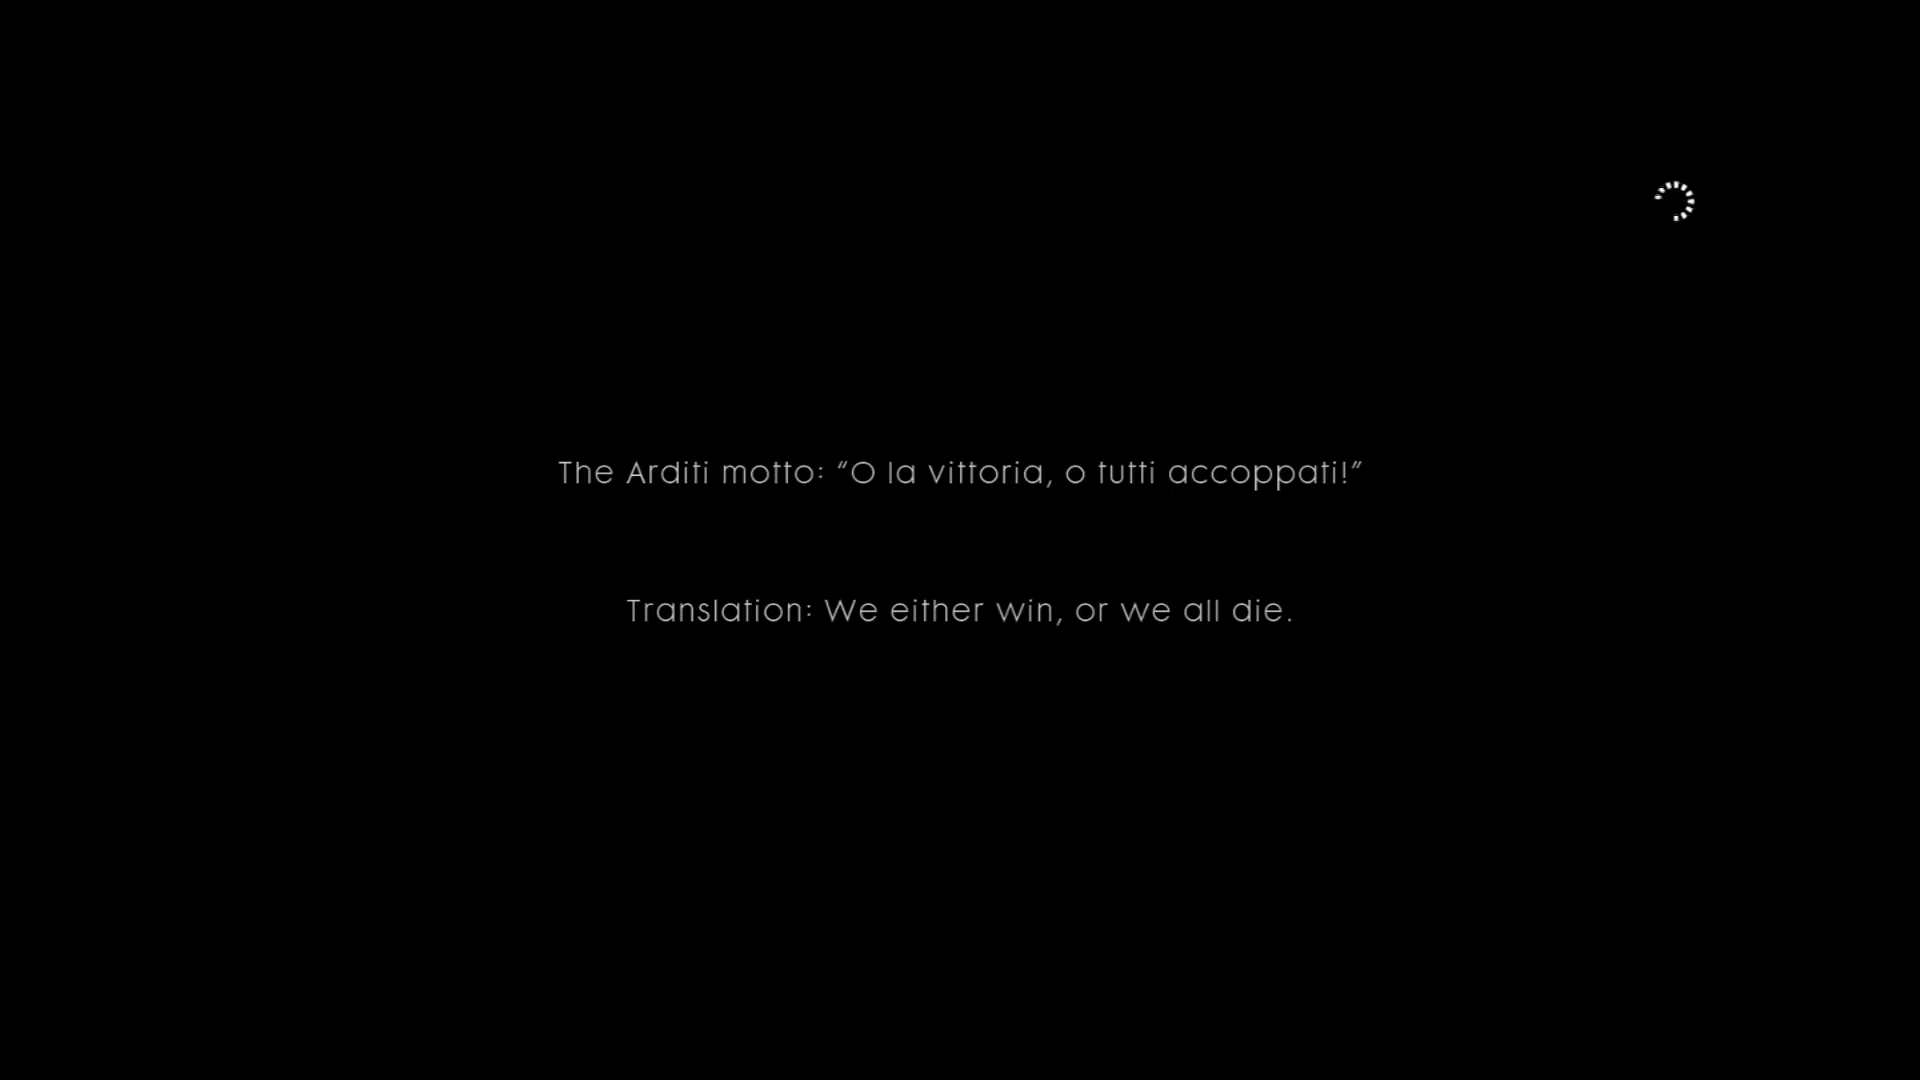 The Arditi motto: “O la vittoria, o tutti accoppati!”
Translation: We either win, or we all die.